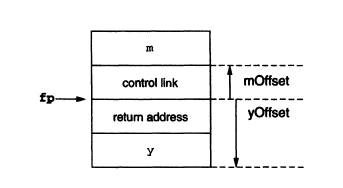 m
control link
mOffset
fp
yOffset
return address
y